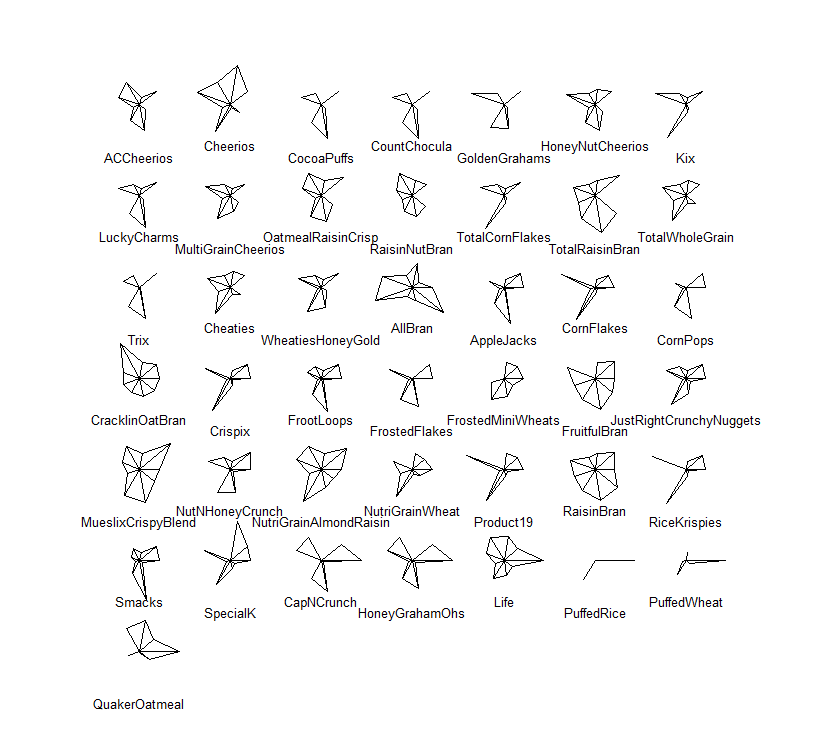 ACCheerios
Cheerios
CocoaPuffs
CountChocula
GoldenGrahams
HoneyNutCheerios
Kix
LuckyCharms
MultiGrainCheerios
OatmealRaisinCrisp
RaisinNutBran
TotalCornFlakes
TotalRaisinBran
TotalWholeGrain
Trix
Cheaties
WheatiesHoneyGold
AllBran
AppleJacks
CornFlakes
CornPops
CracklinOatBran
Crispix
FrootLoops
FrostedFlakes
FrostedMiniWheats
FruitfulBran
JustRightCrunchyNuggets
MueslixCrispyBlend
NutNHoneyCrunch
NutriGrainAlmondRaisin
NutriGrainWheat
Product19
RaisinBran
RiceKrispies
Smacks
SpecialK
CapNCrunch
HoneyGrahamOhs
Life
PuffedRice
PuffedWheat
QuakerOatmeal